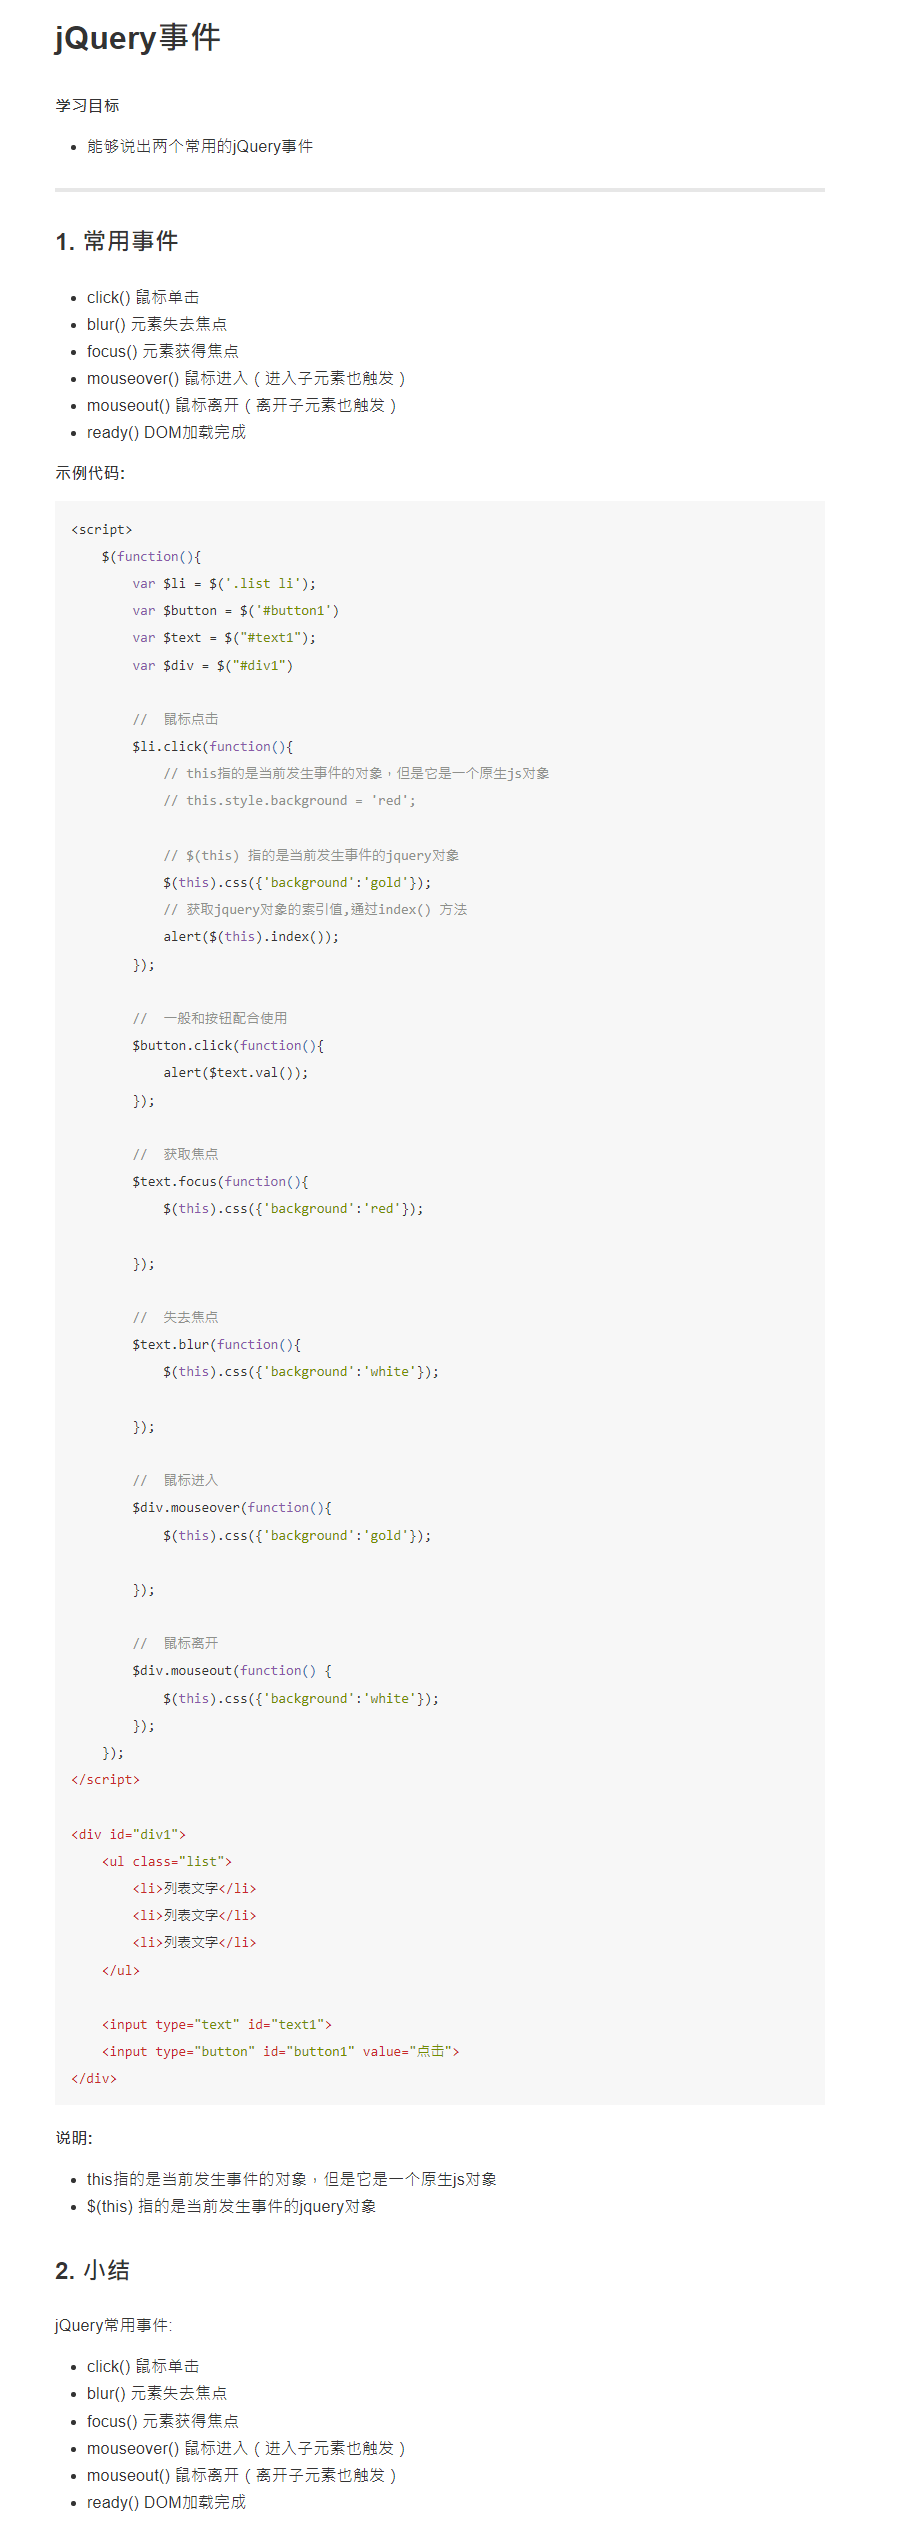 jQuery事件
学习目标
• 能够说出两个常用的jQuery事件
1. 常用事件
• click() 鼠标单击
• blur() 元素失去焦点
• focus() 元素获得焦点
• mouseover() 鼠标进入（进入子元素也触发）
• mouseout() 鼠标离开（离开子元素也触发）
• ready() DOM加载完成
示例代码:
<script>
    $(function(){
        var $li = $('.list li');
        var $button = $('#button1')
        var $text = $("#text1");
        var $div = $("#div1")
        //  鼠标点击
        $li.click(function(){
            // this指的是当前发生事件的对象，但是它是一个原生js对象
            // this.style.background = 'red';
            // $(this) 指的是当前发生事件的jquery对象
            $(this).css({'background':'gold'});
            // 获取jquery对象的索引值,通过index() 方法
            alert($(this).index());
        });
        //  一般和按钮配合使用
        $button.click(function(){
            alert($text.val());
        });
        //  获取焦点
        $text.focus(function(){
            $(this).css({'background':'red'});
        });
        //  失去焦点
        $text.blur(function(){
            $(this).css({'background':'white'});
        });
        //  鼠标进入
        $div.mouseover(function(){
            $(this).css({'background':'gold'});
        });
        //  鼠标离开
        $div.mouseout(function() {
            $(this).css({'background':'white'});
        });
    });
</script>
<div id="div1">
    <ul class="list">
        <li>列表文字</li>
        <li>列表文字</li>
        <li>列表文字</li>
    </ul>
    <input type="text" id="text1">
    <input type="button" id="button1" value="点击">
</div>
说明:
• this指的是当前发生事件的对象，但是它是一个原生js对象
• $(this) 指的是当前发生事件的jquery对象
2. 小结
jQuery常用事件:
• click() 鼠标单击
• blur() 元素失去焦点
• focus() 元素获得焦点
• mouseover() 鼠标进入（进入子元素也触发）
• mouseout() 鼠标离开（离开子元素也触发）
• ready() DOM加载完成